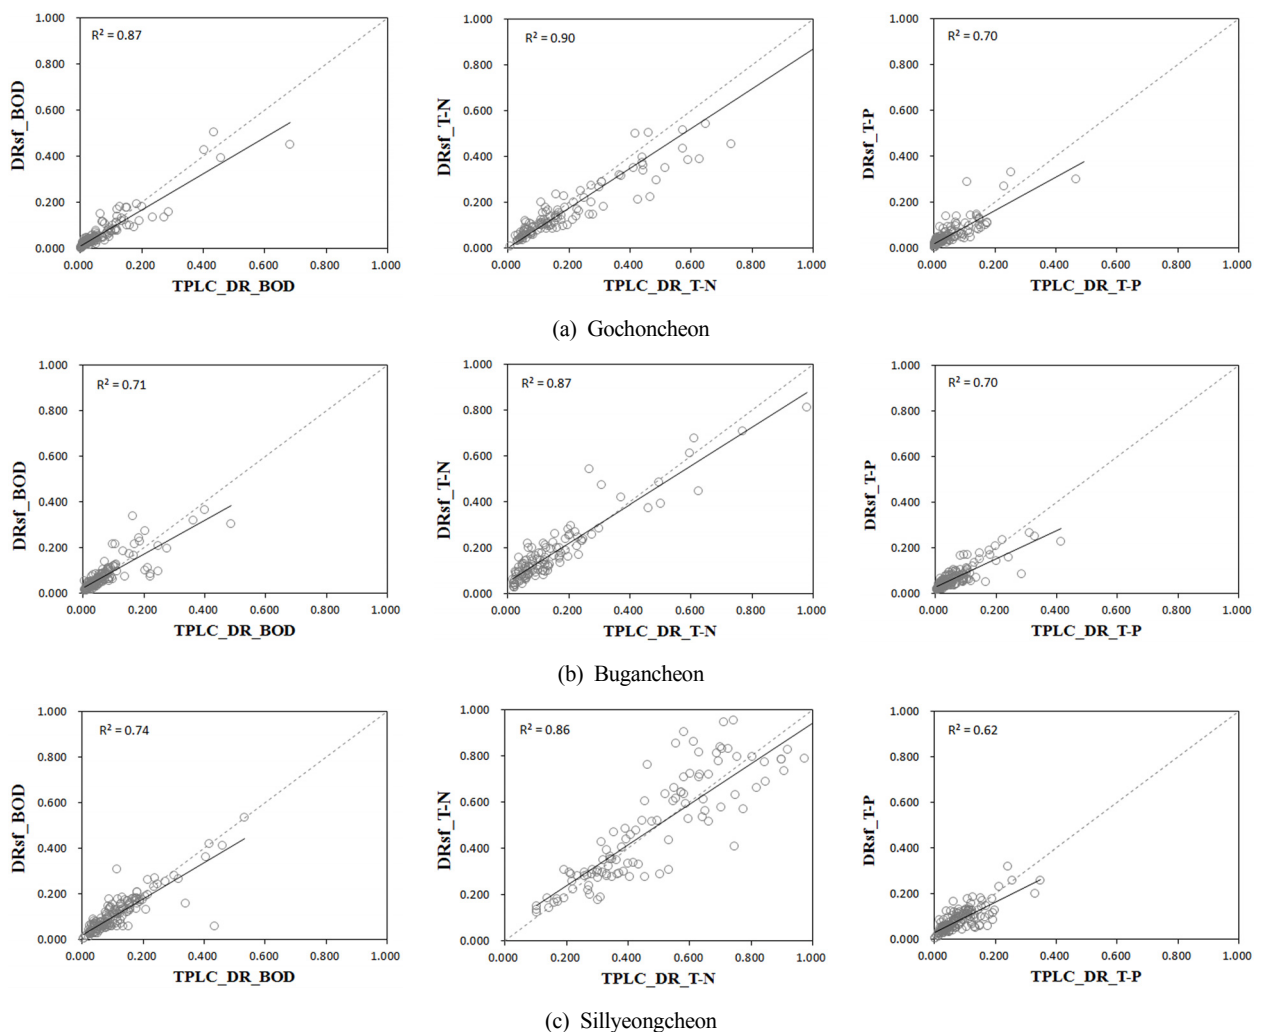 R² = 0.87
1.000
0.800
0.600
0.400
0.200
0.000
DRsf_BOD
0.000 0.200 0.400 0.600 0.800 1.000
TPLC_DR_BOD
R² = 0.90
1.000
0.800
0.600
0.400
0.200
0.000
DRsf_T-N
0.000 0.200 0.400 0.600 0.800 1.000
TPLC_DR_T-N
R² = 0.70
1.000
0.800
0.600
0.400
0.200
0.000
DRsf_T-P
0.000 0.200 0.400 0.600 0.800 1.000
TPLC_DR_T-P
(a) Gochoncheon
R² = 0.71
1.000
0.800
0.600
0.400
0.200
0.000
DRsf_BOD
0.000 0.200 0.400 0.600 0.800 1.000
TPLC_DR_BOD
R² = 0.87
1.000
0.800
0.600
0.400
0.200
0.000
DRsf_T-N
0.000 0.200 0.400 0.600 0.800 1.000
TPLC_DR_T-N
R² = 0.70
1.000
0.800
0.600
0.400
0.200
0.000
DRsf_T-P
0.000 0.200 0.400 0.600 0.800 1.000
TPLC_DR_T-P
(b) Bugancheon
R² = 0.74
1.000
0.800
0.600
0.400
0.200
0.000
DRsf_BOD
0.000 0.200 0.400 0.600 0.800 1.000
TPLC_DR_BOD
R² = 0.86
1.000
0.800
0.600
0.400
0.200
0.000
DRsf_T-N
0.000 0.200 0.400 0.600 0.800 1.000
TPLC_DR_T-N
R² = 0.62
1.000
0.800
0.600
0.400
0.200
0.000
DRsf_T-P
0.000 0.200 0.400 0.600 0.800 1.000
TPLC_DR_T-P
(c) Sillyeongcheon